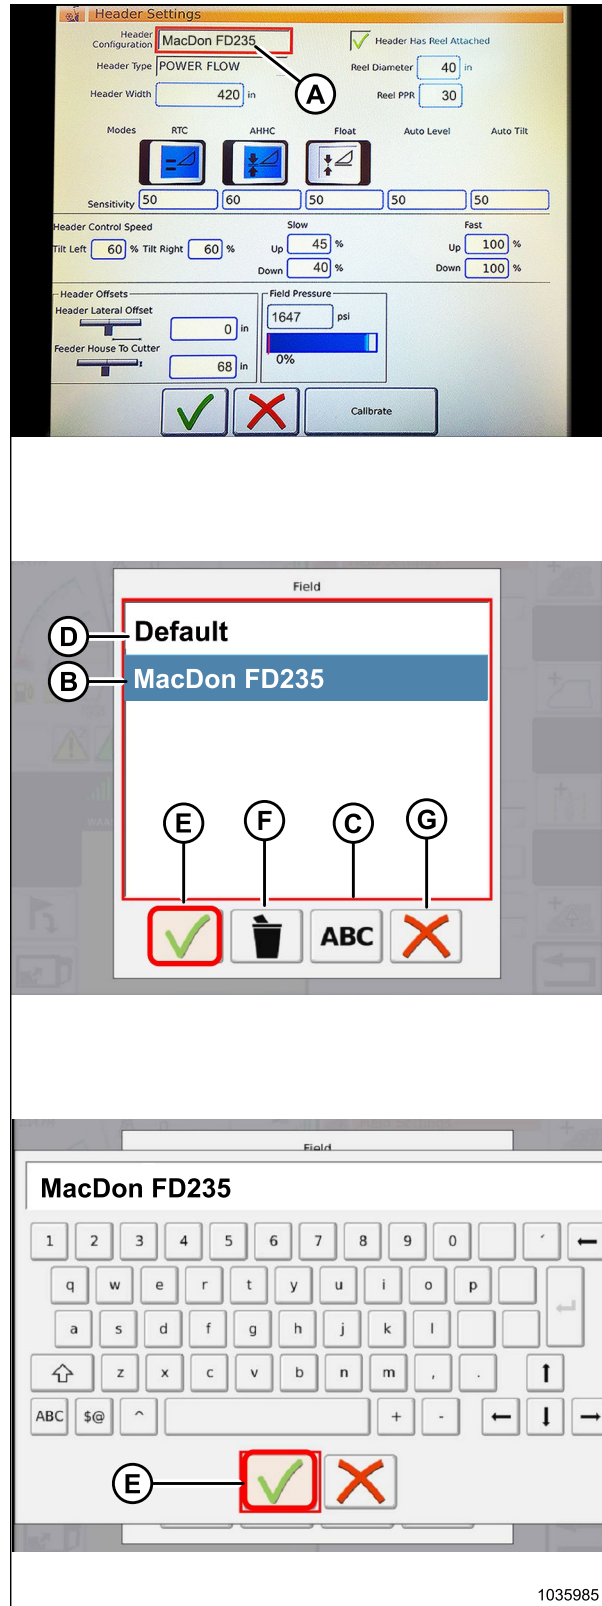 Header Settings
Header Configuration MacDon FD235
Header Has Reel Attached
Header Type POWER FLOW
Reel Diameter 40 in
Header Width 420 in
Reel PPR 30
A
Modes RTC AHHC Float Auto Level Auto Tilt
Sensitivity 50 60 50 50 50
Header Control Speed Slow Fast
Tilt Left 60 % Tilt Right 60 % Up 45 % Up 100 %
Down 40 % Down 100 %
Header Offsets Field Pressure
Header Lateral Offset
0 in 1647 psi
Feeder House To Cutter
0%
68 in
Calibrate
Field
D Default
B MacDon FD235
E F C G
ABC
Field
MacDon FD235
1 2 3 4 5 6 7 8 9 0 ´
q w e r t y u i o p
a s d f g h j k l
z x c v b n m , .
ABC $@ ^ + -
E
1035985